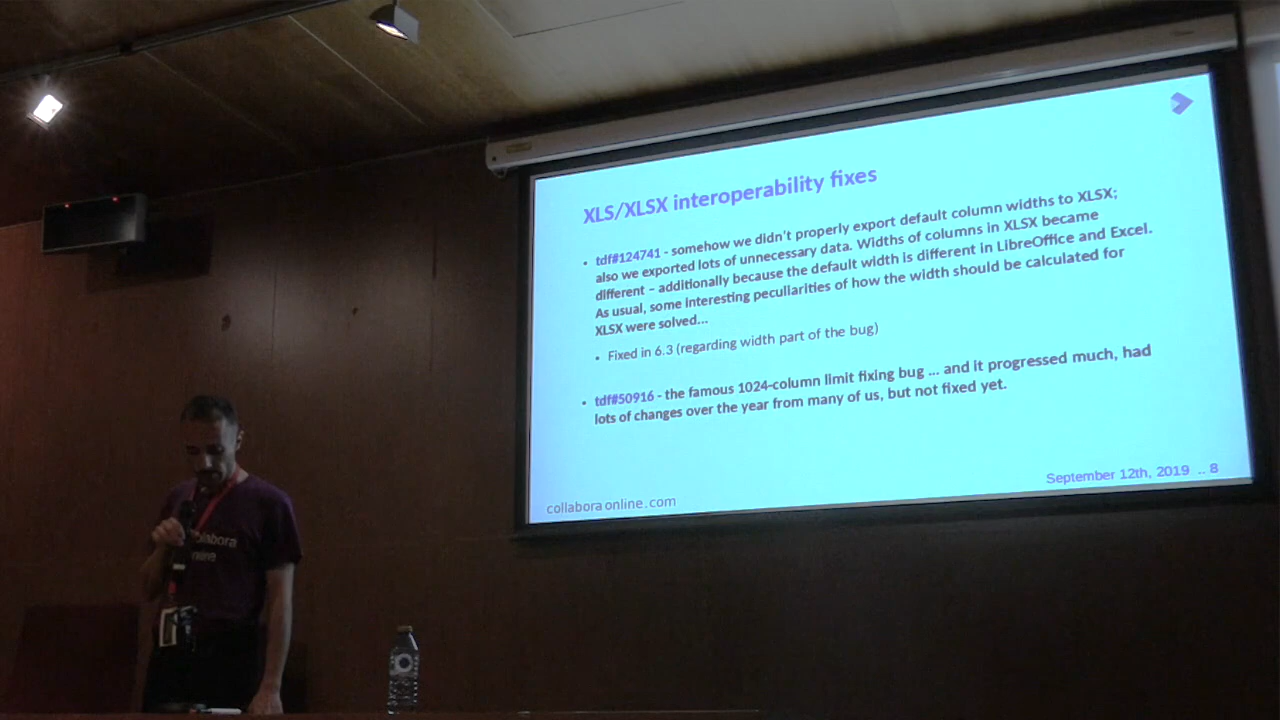 XLS/XLSX interoperability fixes
• tdf#124741 - somehow we didn't properly export default column widths to XLSX;
also we exported lots of unnecessary data. Widths of columns in XLSX became
different – additionally because the default width is different in LibreOffice and Excel.
As usual, some interesting peculiarities of how the width should be calculated for
XLSX were solved...
• Fixed in 6.3 (regarding width part of the bug)
• tdf#50916 - the famous 1024-column limit fixing bug ... and it progressed much, had
lots of changes over the year from many of us, but not fixed yet.
September 12th, 2019 .. 8
collabora online.com